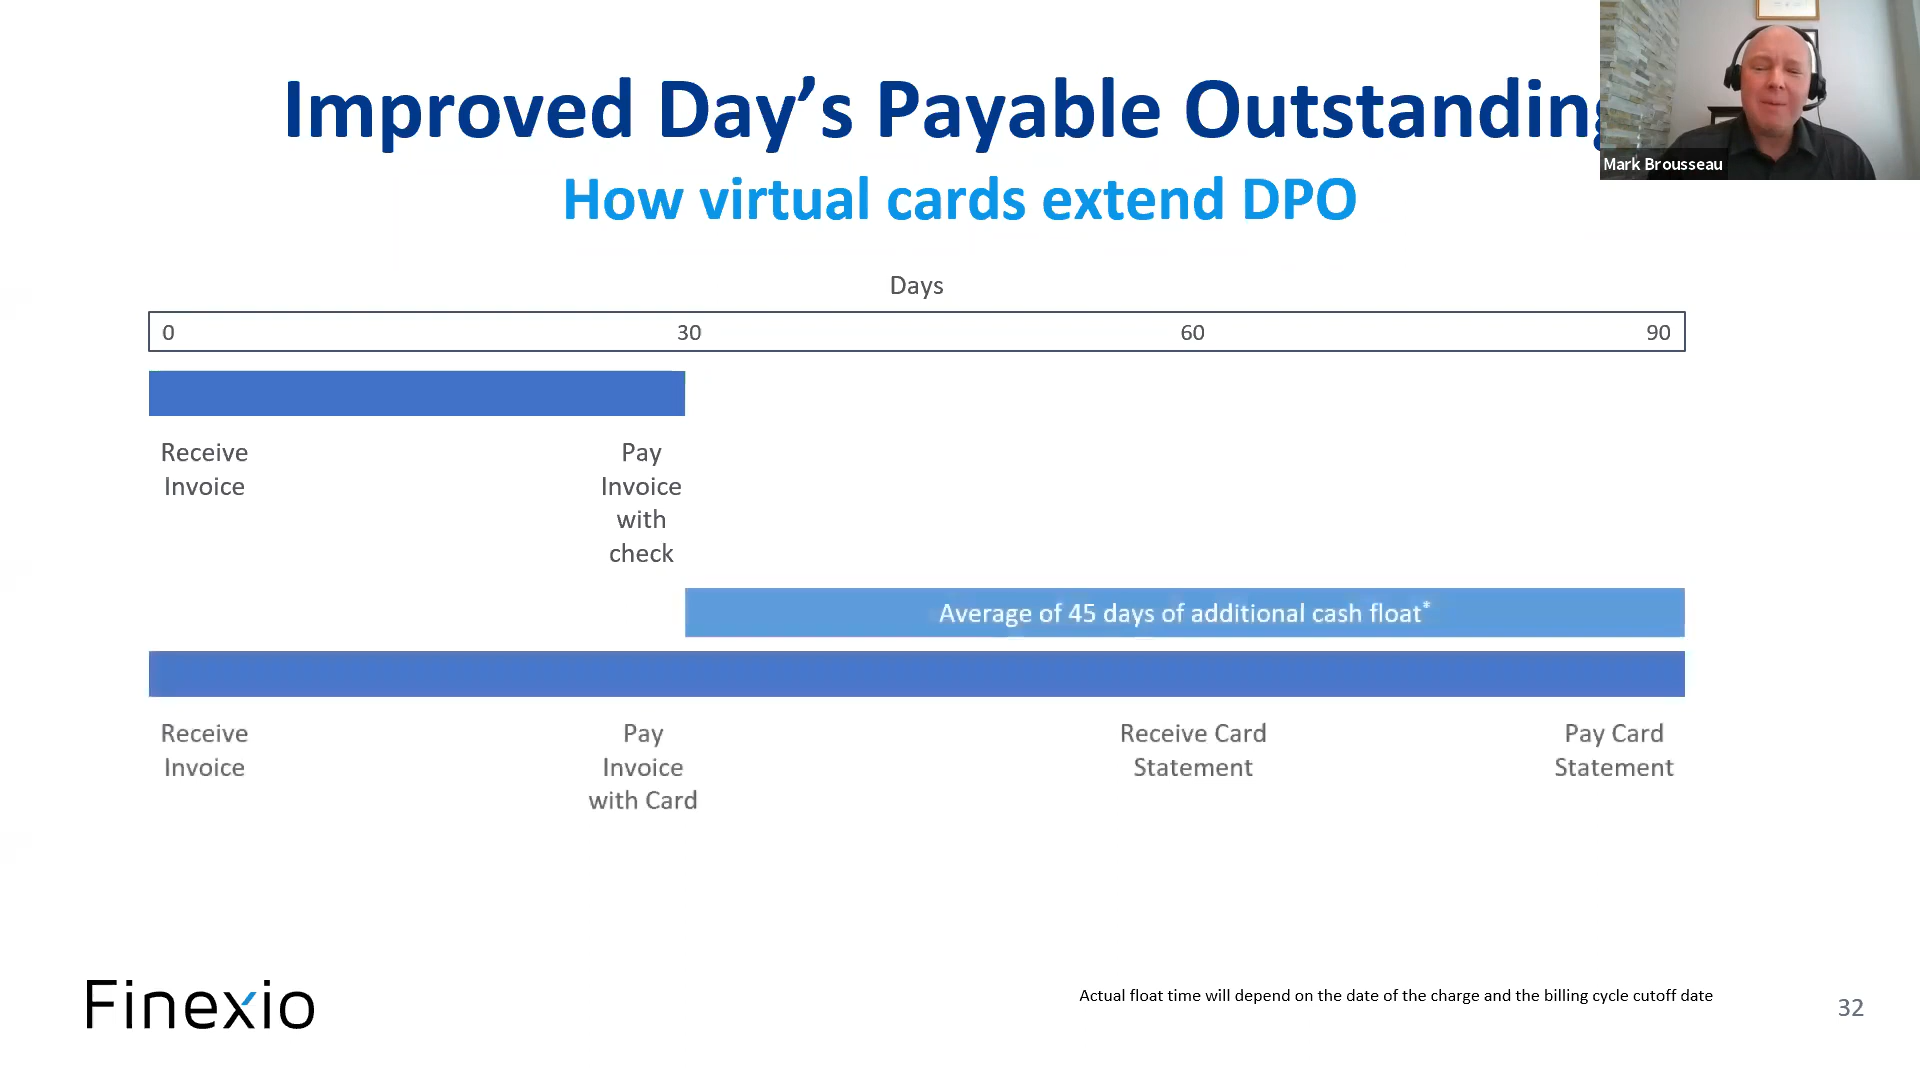 Improved Day’s Payable Outstanding
Mark Brousseau
How virtual cards extend DPO
Days
0 30 60 90
Receive
Invoice
Pay
Invoice
with
check
Average of 45 days of additional cash float*
Receive
Invoice
Pay
Invoice
with Card
Receive Card
Statement
Pay Card
Statement
Finexio
Actual float time will depend on the date of the charge and the billing cycle cutoff date
32